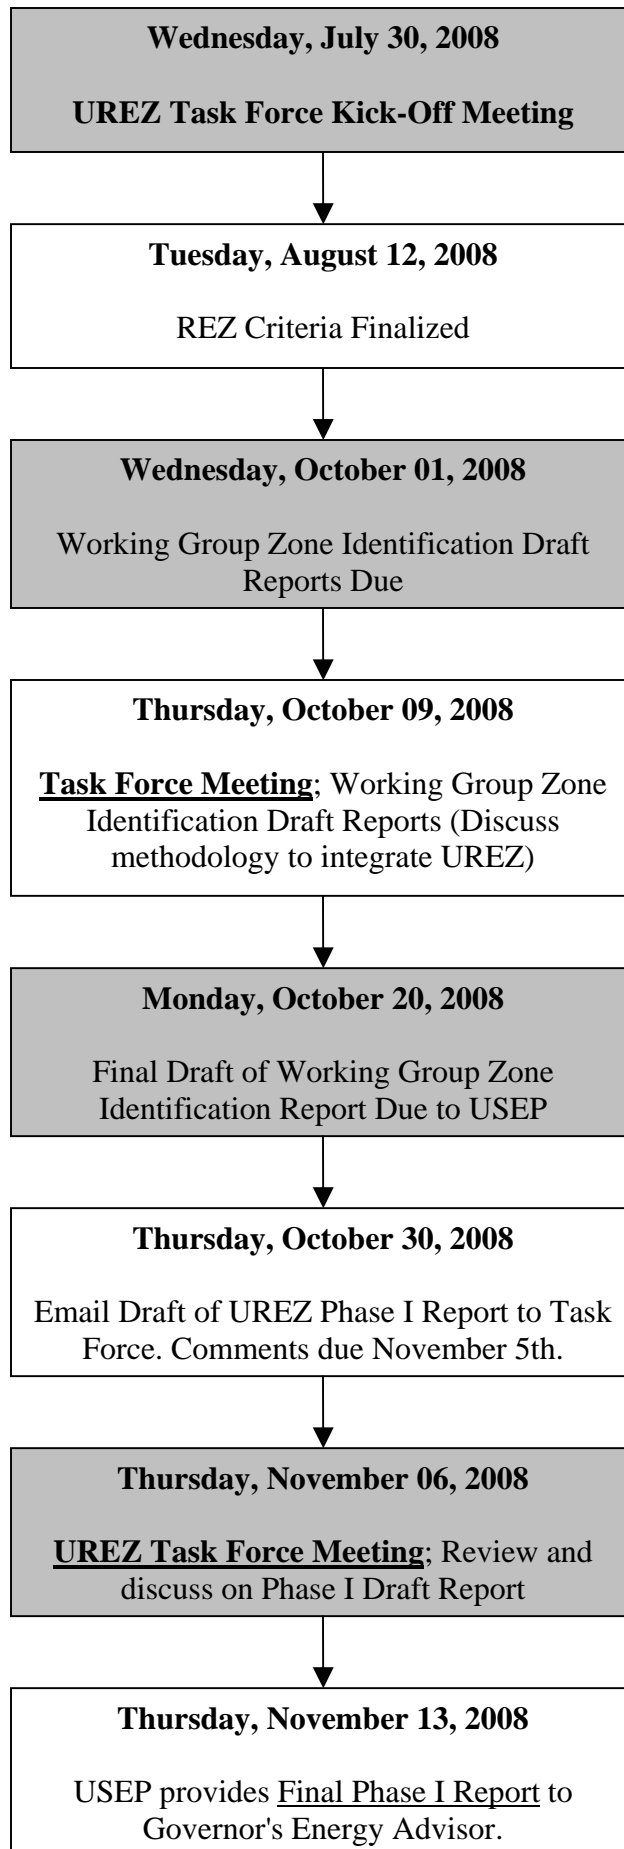 Wednesday, July 30, 2008
UREZ Task Force Kick-Off Meeting
Tuesday, August 12, 2008
REZ Criteria Finalized
Wednesday, October 01, 2008
Working Group Zone Identification Draft
Reports Due
Thursday, October 09, 2008
Task Force Meeting; Working Group Zone
Identification Draft Reports (Discuss
methodology to integrate UREZ)
Monday, October 20, 2008
Final Draft of Working Group Zone
Identification Report Due to USEP
Thursday, October 30, 2008
Email Draft of UREZ Phase I Report to Task
Force. Comments due November 5th.
Thursday, November 06, 2008
UREZ Task Force Meeting; Review and
discuss on Phase I Draft Report
Thursday, November 13, 2008
USEP provides Final Phase I Report to
Governor's Energy Advisor.